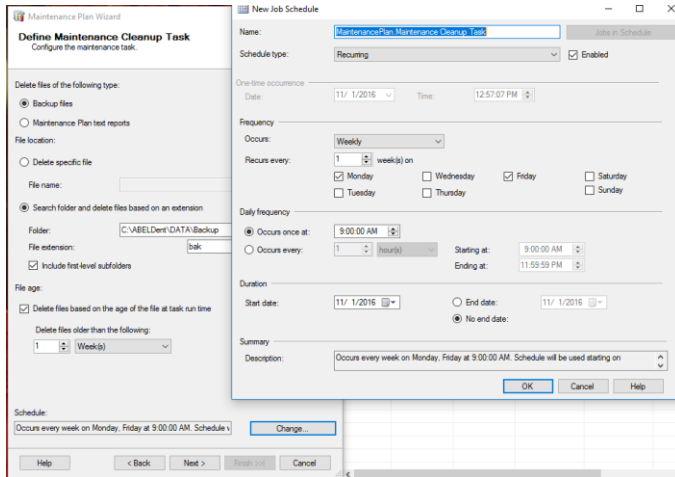 Maintenance Plan Wizard
Define Maintenance Cleanup Task
Configure the maintenance task.
Delete files of the following type:
Backup files
Maintenance Plan text reports
File location:
Delete specific file
File name:
Search folder and delete files based on an extension
Folder: C:\ABELDent\DATA\Backup
File extension: bak
Include first-level subfolders
File age:
Delete files based on the age of the file at task run time
Delete files older than the following:
1 Week(s)
Schedule:
Occurs every week on Monday, Friday at 9:00:00 AM. Schedule v
Change...
Help < Back Next > Finish >>| Cancel
New Job Schedule
Name: MaintenancePlan.Maintenance Cleanup Task Jobs in Schedule
Schedule type: Recurring Enabled
One-time occurrence
Date: 11/ 1/2016 Time: 12:57:07 PM
Frequency
Occurs: Weekly
Recurs every: 1 week(s) on
Monday Wednesday Friday Saturday
Tuesday Thursday Sunday
Daily frequency
Occurs once at: 9:00:00 AM
Occurs every: 1 hour(s) Starting at: 9:00:00 AM
Ending at: 11:59:59 PM
Duration
Start date: 11/ 1/2016 End date: 11/ 1/2016
No end date:
Summary
Description: Occurs every week on Monday, Friday at 9:00:00 AM. Schedule will be used starting on
OK Cancel Help